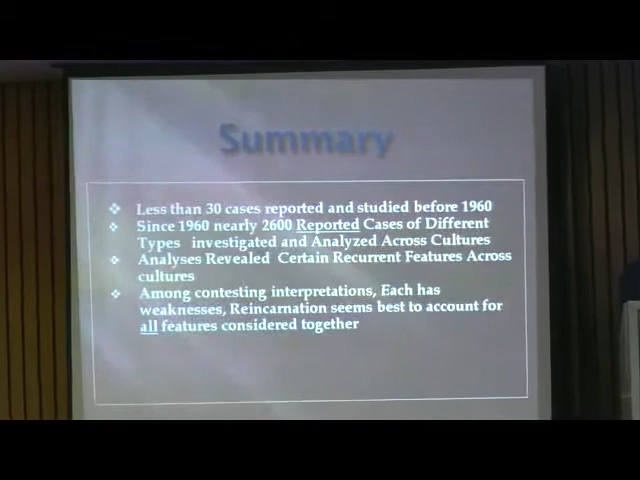 Summary
❖ Less than 30 cases reported and studied before 1960
❖ Since 1960 nearly 2600 Reported Cases of Different
Types investigated and Analyzed Across Cultures
❖ Analyses Revealed Certain Recurrent Features Across
cultures
❖ Among contesting interpretations, Each has
weaknesses, Reincarnation seems best to account for
all features considered together